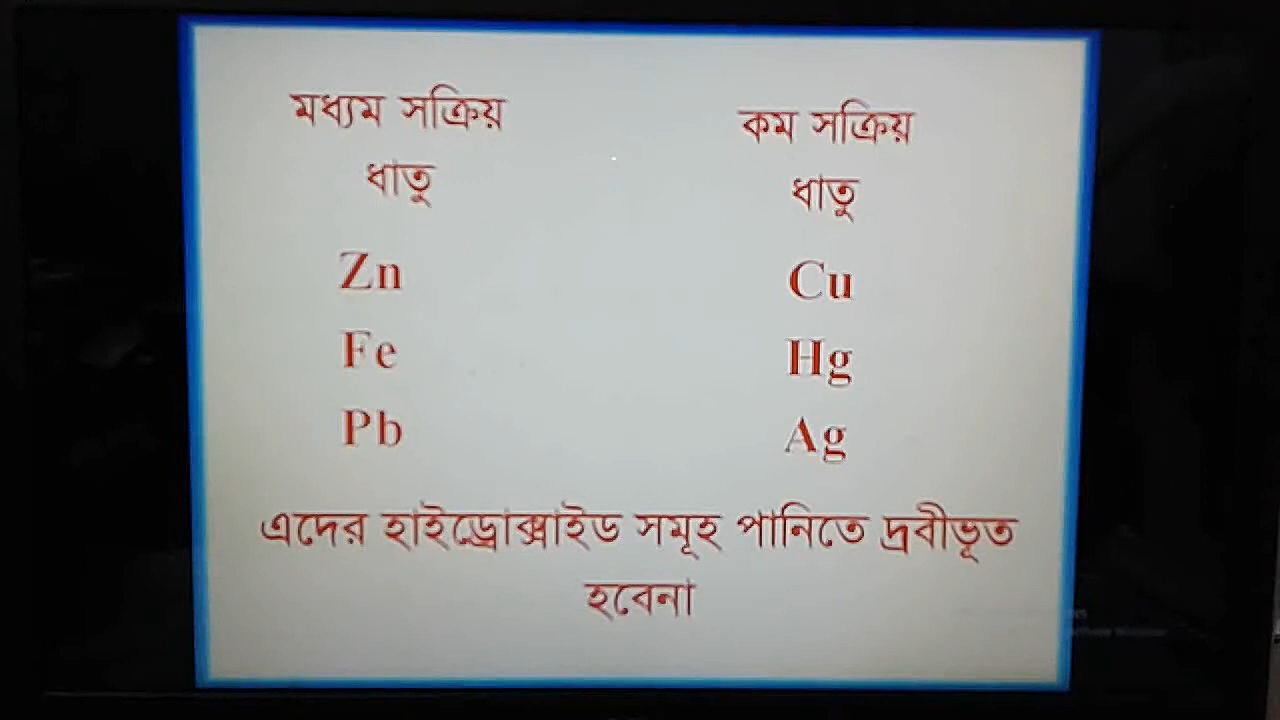 মধ্যম সক্রিয়
ধাতু
Zn
Fe
Pb
কম সক্রিয়
ধাতু
Cu
Hg
Ag
এদের হাইড্রোক্সাইড সমূহ পানিতে দ্রবীভূত
হবেনা